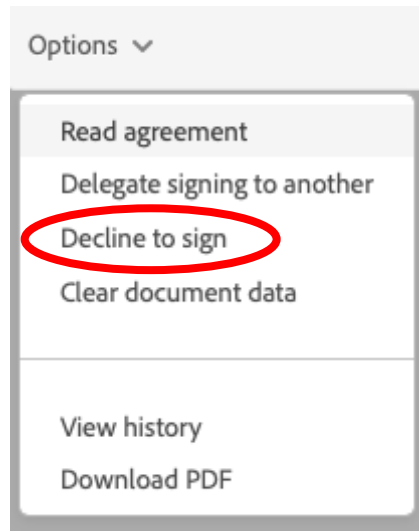 Options
Read agreement
Delegate signing to another
Decline to sign
Clear document data
View history
Download PDF